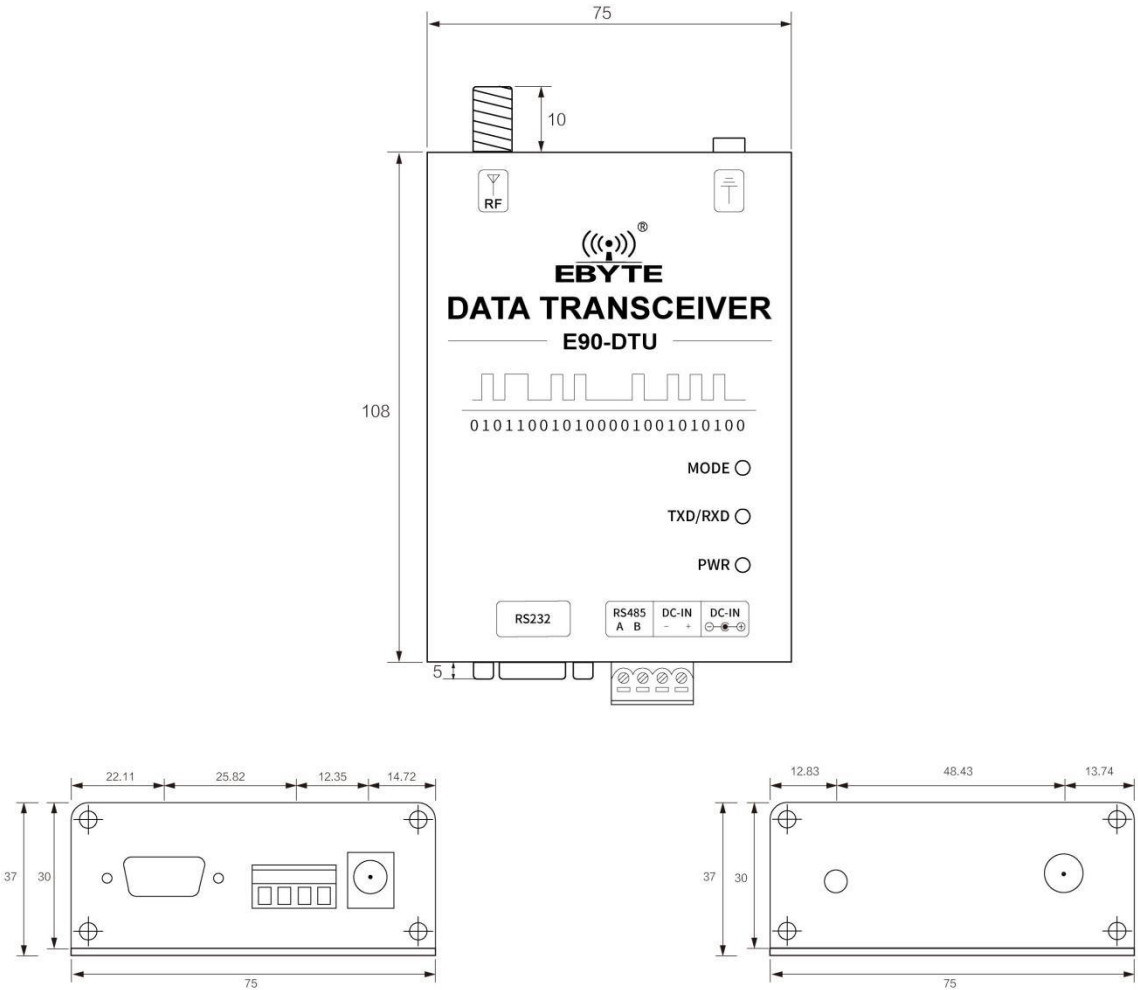 75
10
RF
®
EBYTE
DATA TRANSCEIVER
E90-DTU
108
010110010100001001010100
MODE
TXD/RXD
PWR
RS232
RS485 DC-IN DC-IN
A B - +
5
22.11 25.82 12.35 14.72
37 30
75
12.83 48.43 13.74
37 30
75